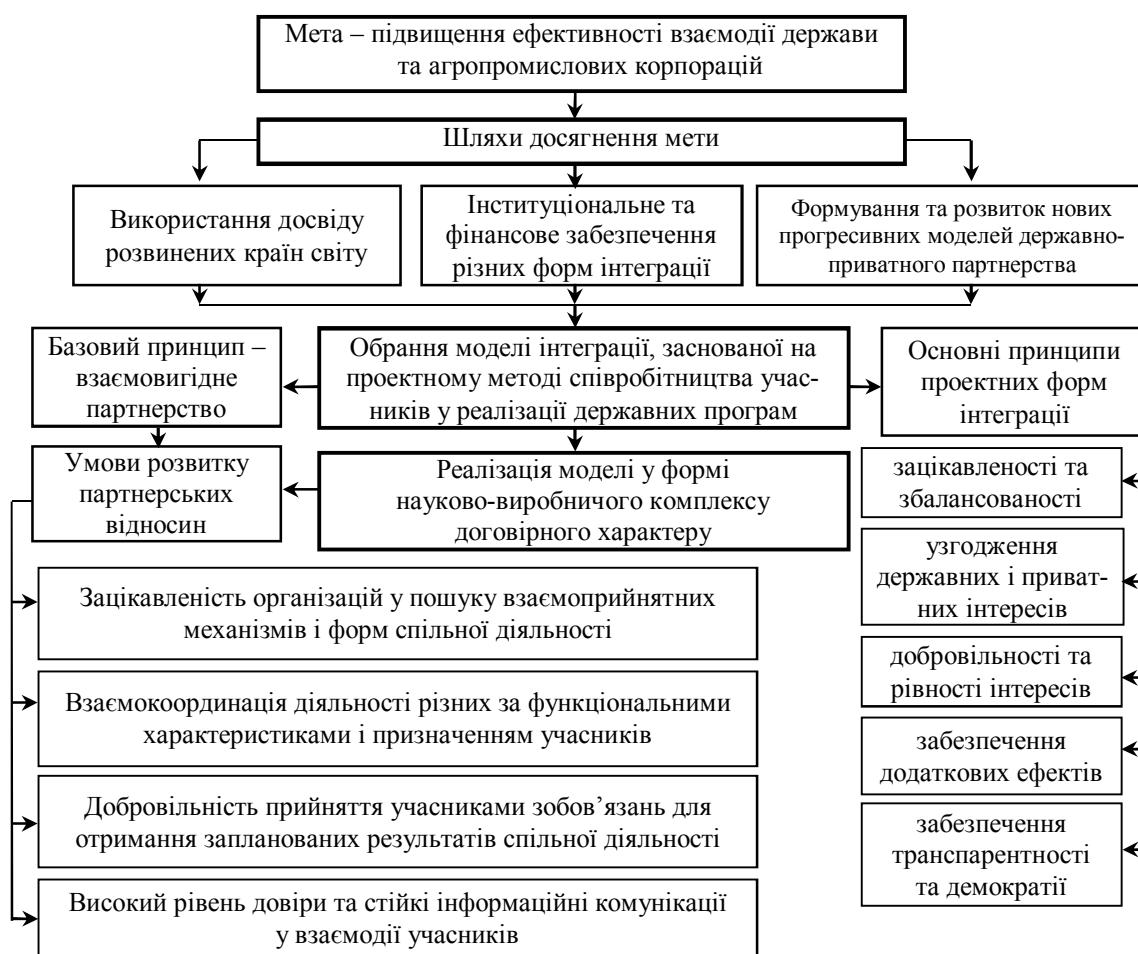 Мета – підвищення ефективності взаємодії держави
та агропромислових корпорацій
Шляхи досягнення мети
Використання досвіду
розвинених країн світу
Інституціональне та
фінансове забезпечення
різних форм інтеграції
Формування та розвиток нових
прогресивних моделей державно-
приватного партнерства
Базовий принцип –
взаємовигідне
партнерство
Обрання моделі інтеграції, заснованої на
проектному методі співробітництва учас-
ників у реалізації державних програм
Основні принципи
проектних форм
інтеграції
Умови розвитку
партнерських
відносин
Реалізація моделі у формі
науково-виробничого комплексу
договірного характеру
зацікавленості та
збалансованості
узгодження
державних і приват-
них інтересів
добровільності та
рівності інтересів
забезпечення
додаткових ефектів
забезпечення
транспарентності
та демократії
Зацікавленість організацій у пошуку взаємоприйнятних
механізмів і форм спільної діяльності
Взаємокоординація діяльності різних за функціональними
характеристиками і призначенням учасників
Добровільність прийняття учасниками зобов’язань для
отримання запланованих результатів спільної діяльності
Високий рівень довіри та стійкі інформаційні комунікації
у взаємодії учасників